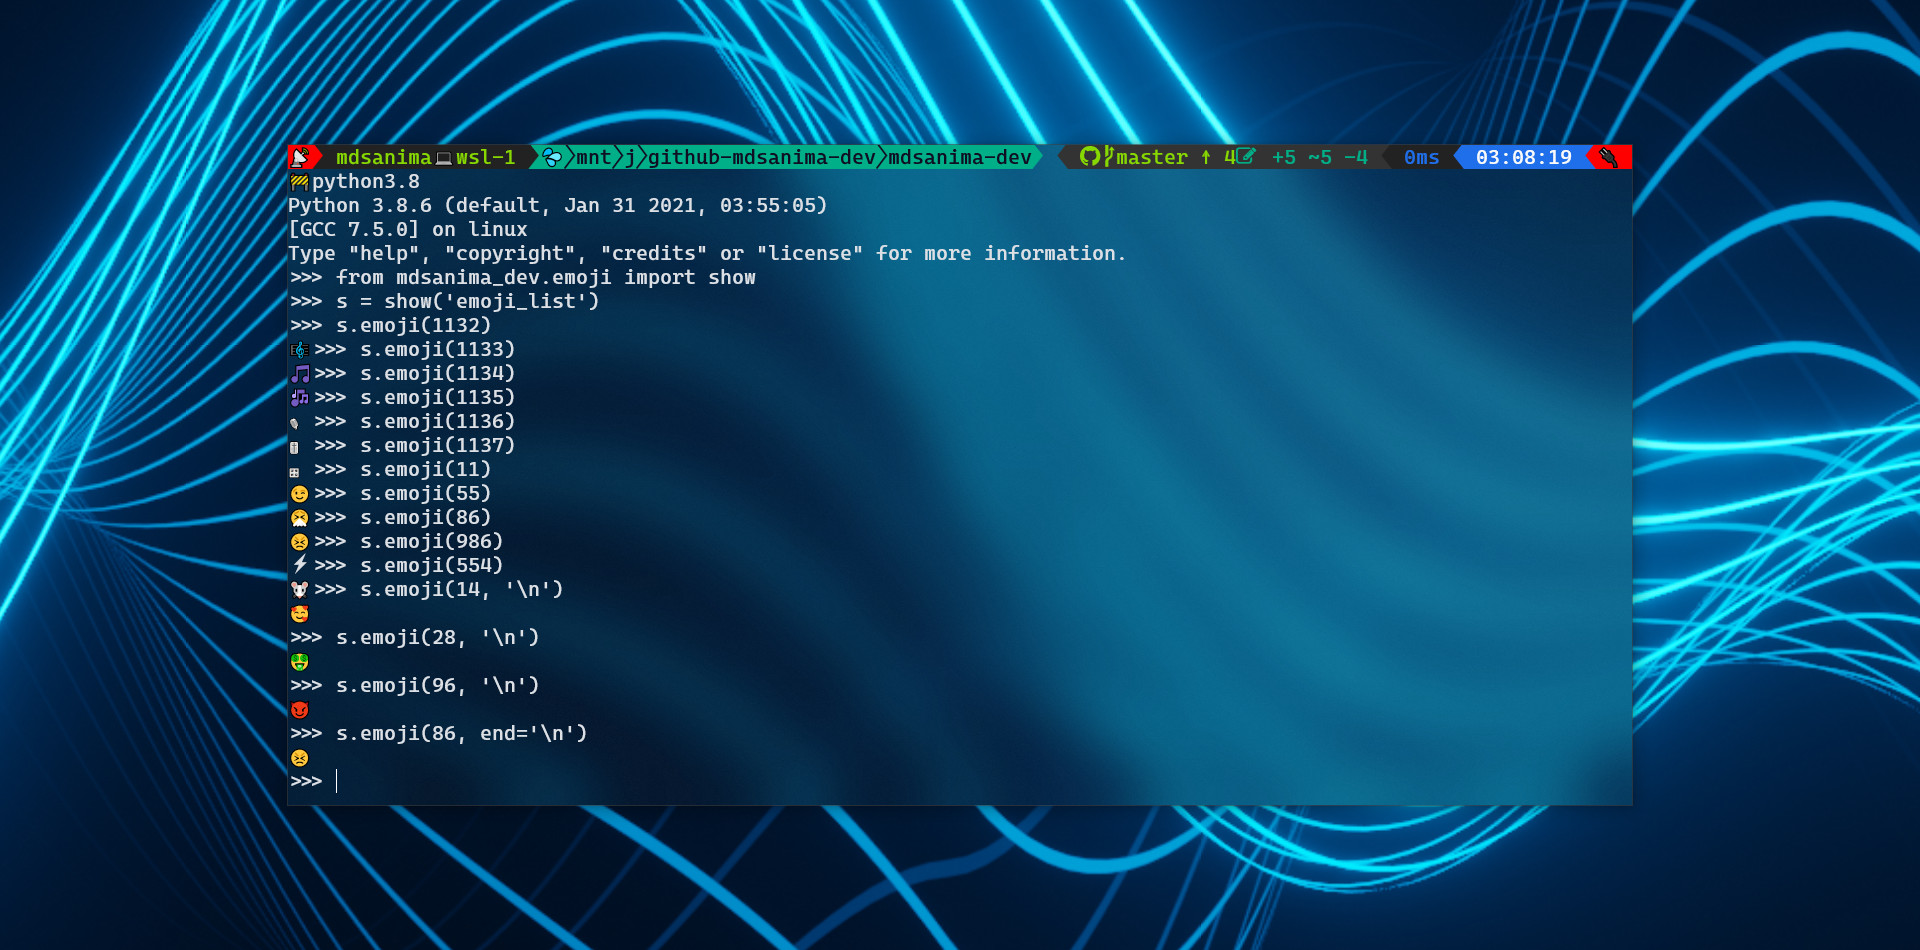 mdsanima💻wsl-1 💦 mnt j github-mdsanima-dev mdsanima-dev master ↑ 4 +5 ~5 -4 0ms 03:08:19
🚧python3.8
Python 3.8.6 (default, Jan 31 2021, 03:55:05)
[GCC 7.5.0] on linux
Type "help", "copyright", "credits" or "license" for more information.
>>> from mdsanima_dev.emoji import show
>>> s = show('emoji_list')
>>> s.emoji(1132)
🎼>>> s.emoji(1133)
🎵>>> s.emoji(1134)
🎶>>> s.emoji(1135)
🎙 >>> s.emoji(1136)
🎚 >>> s.emoji(1137)
🎛 >>> s.emoji(11)
😉>>> s.emoji(55)
🤧>>> s.emoji(86)
😣>>> s.emoji(986)
⚡>>> s.emoji(554)
🐭>>> s.emoji(14, '\n')
🥰
>>> s.emoji(28, '\n')
🤑
>>> s.emoji(96, '\n')
😈
>>> s.emoji(86, end='\n')
😣
>>>